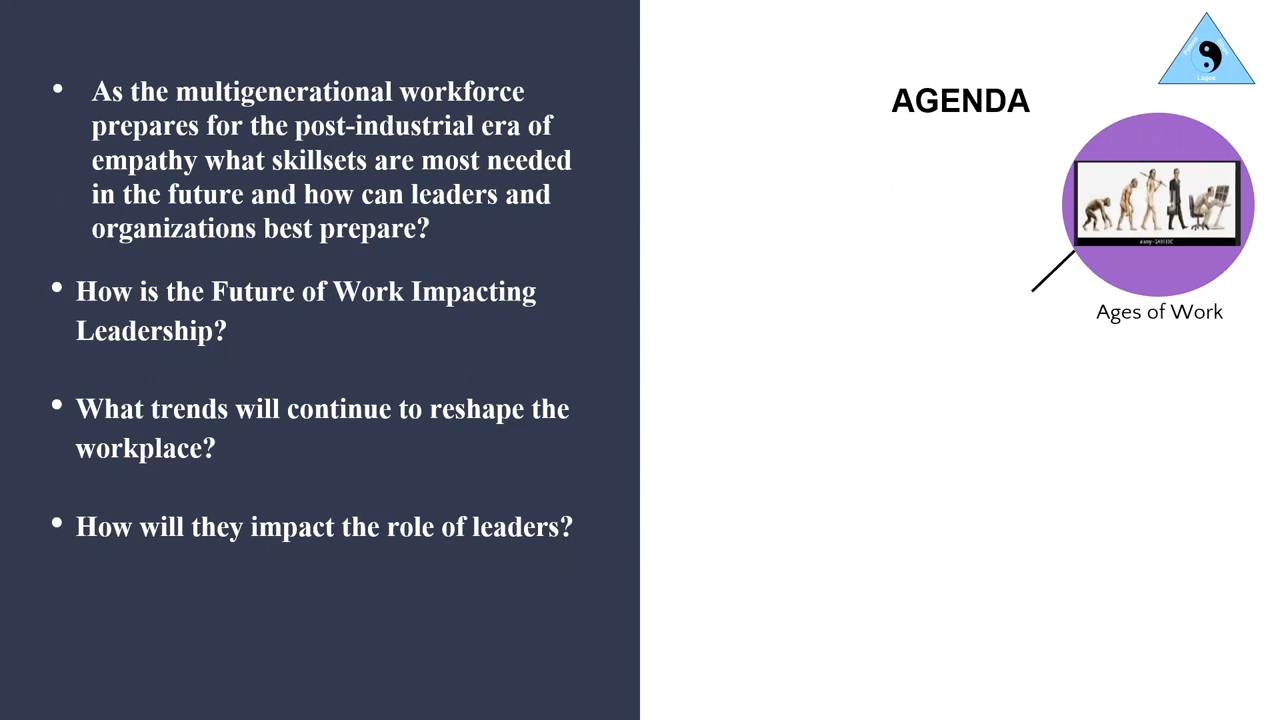 • As the multigenerational workforce
prepares for the post-industrial era of
empathy what skillsets are most needed
in the future and how can leaders and
organizations best prepare?
• How is the Future of Work Impacting
Leadership?
• What trends will continue to reshape the
workplace?
• How will they impact the role of leaders?
AGENDA
Logos
Ages of Work